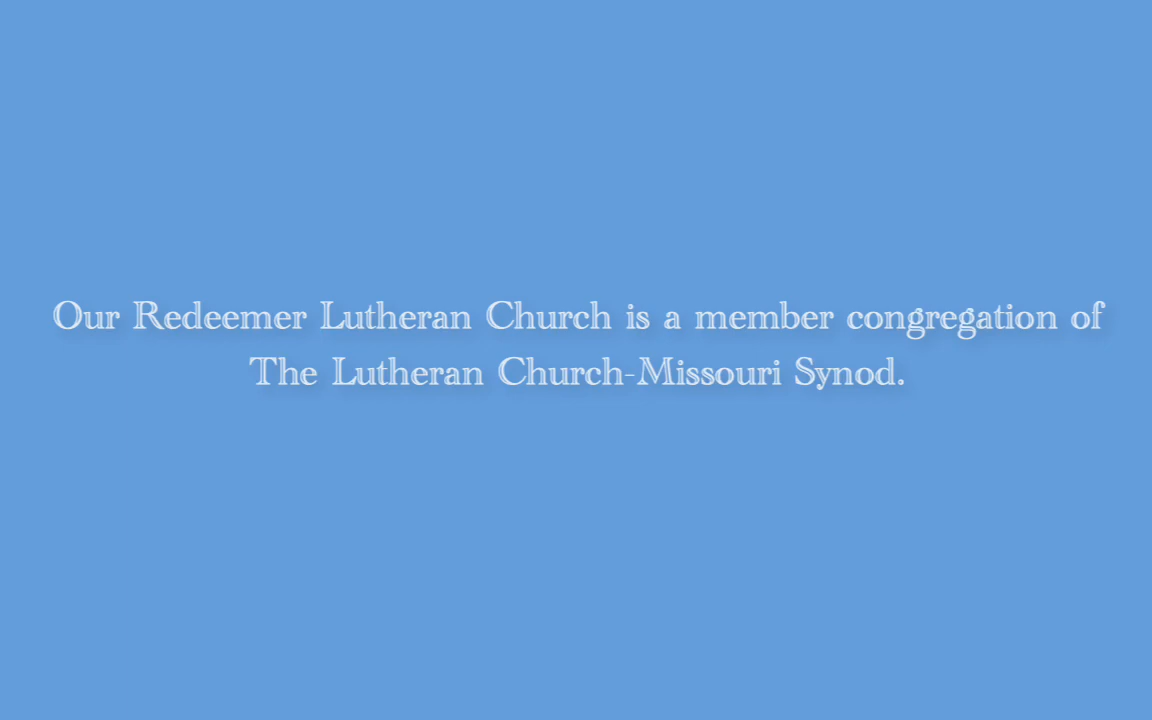 Our Redeemer Lutheran Church is a member congregation of
The Lutheran Church-Missouri Synod.